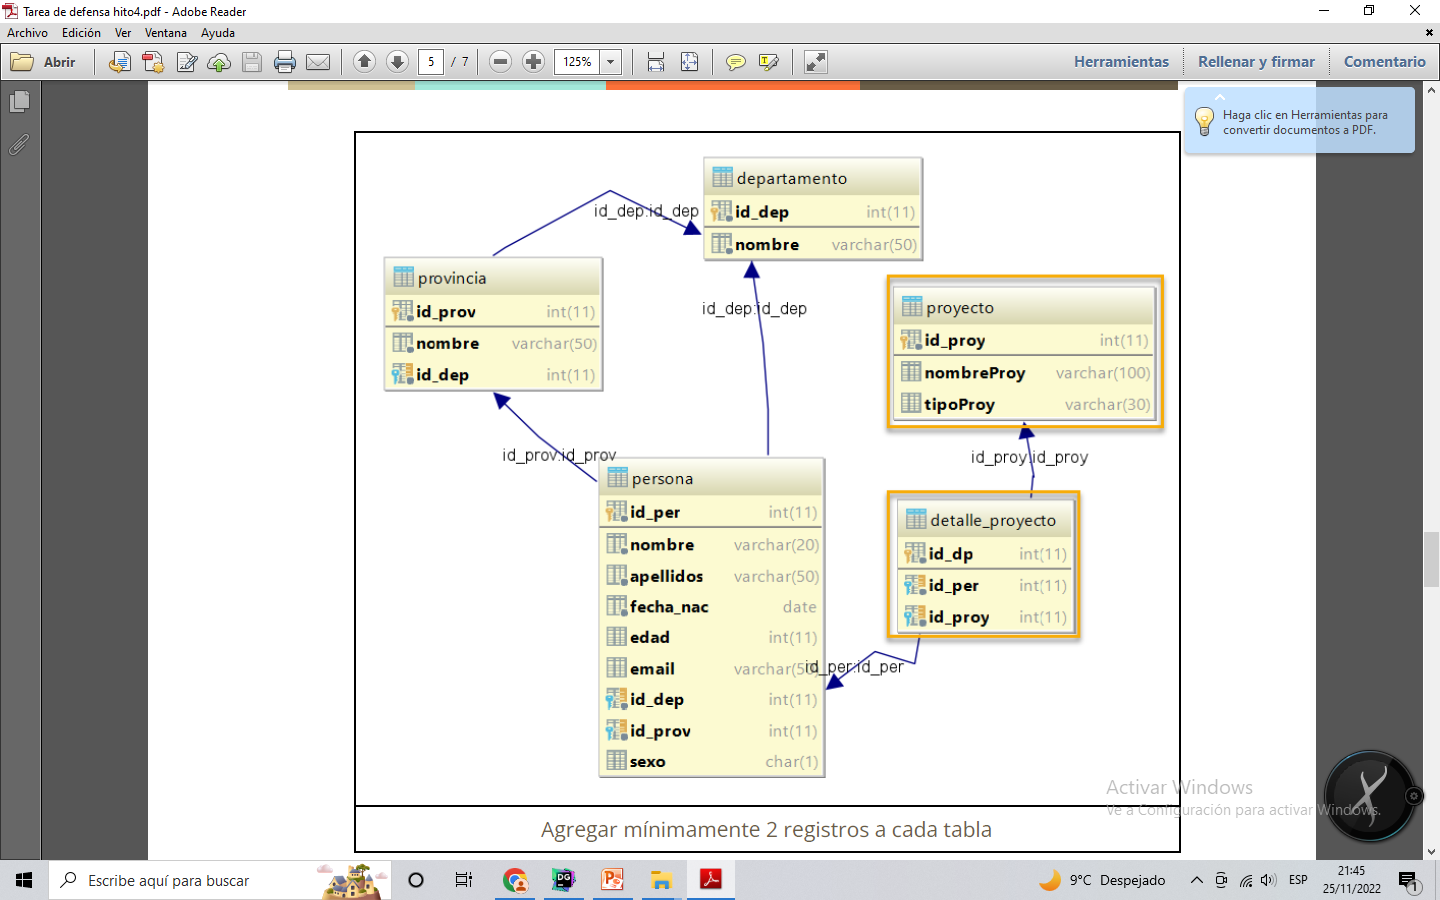 Tarea de defensa hito4.pdf - Adobe Reader
Archivo Edición Ver Ventana Ayuda
Abrir
5 / 7
125%
Herramientas Rellenar y firmar Comentario
Haga clic en Herramientas para
convertir documentos a PDF.
departamento
id_dep int(11)
nombre varchar(50)
id_dep:id_dep
provincia
id_prov int(11)
nombre varchar(50)
id_dep int(11)
id_dep:id_dep
proyecto
id_proy int(11)
nombreProy varchar(100)
tipoProy varchar(30)
id_prov:id_prov
id_proy:id_proy
persona
id_per int(11)
nombre varchar(20)
apellidos varchar(50)
fecha_nac date
edad int(11)
email
id_dep int(11)
id_prov int(11)
sexo char(1)
detalle_proyecto
id_dp int(11)
id_per int(11)
id_proy int(11)
id_per:id_per
Activar Windows
Ve a Configuración para activar Windows.
Agregar mínimamente 2 registros a cada tabla
Escribe aquí para buscar
DG
9°C Despejado
ESP
21:45
25/11/2022
1